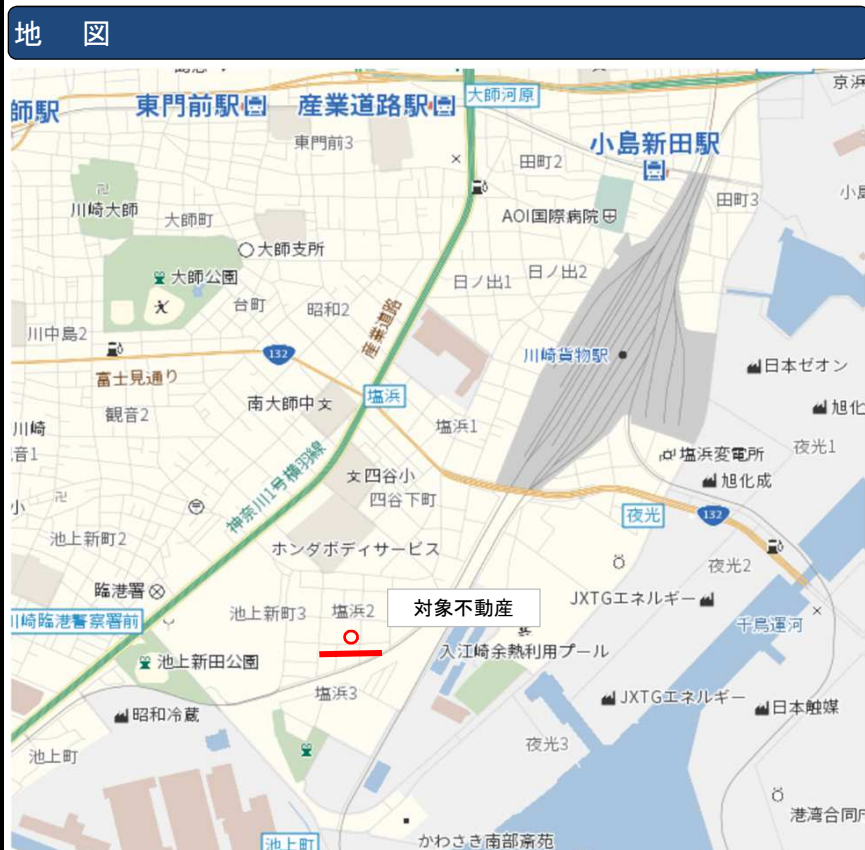 地 図
京浜
師駅
東門前駅
産業道路駅
大師河原
小島新田駅
東門前3
田町2
田町3
川崎大師
大師町
AOI国際病院
大師支所
大師公園
日ノ出1
日ノ出2
台町
昭和2
産業道路
川中島2
132
富士見通り
川崎貨物駅
日本ゼオン
観音2
南大師中
塩浜
塩浜1
旭化
川崎
音1
塩浜変電所
夜光1
神奈川1号横羽線
四谷小
旭化成
四谷下町
小
夜光
132
池上新町2
ホンダボディサービス
夜光2
臨港署
池上新町3
塩浜2
対象不動産
JXTGエネルギー
川崎臨港警察署前
千鳥運河
池上新田公園
入江崎余熱利用プール
塩浜3
JXTGエネルギー
日本触媒
昭和冷蔵
夜光3
池上町
港湾合同庁
池上町
かわさき南部斎苑